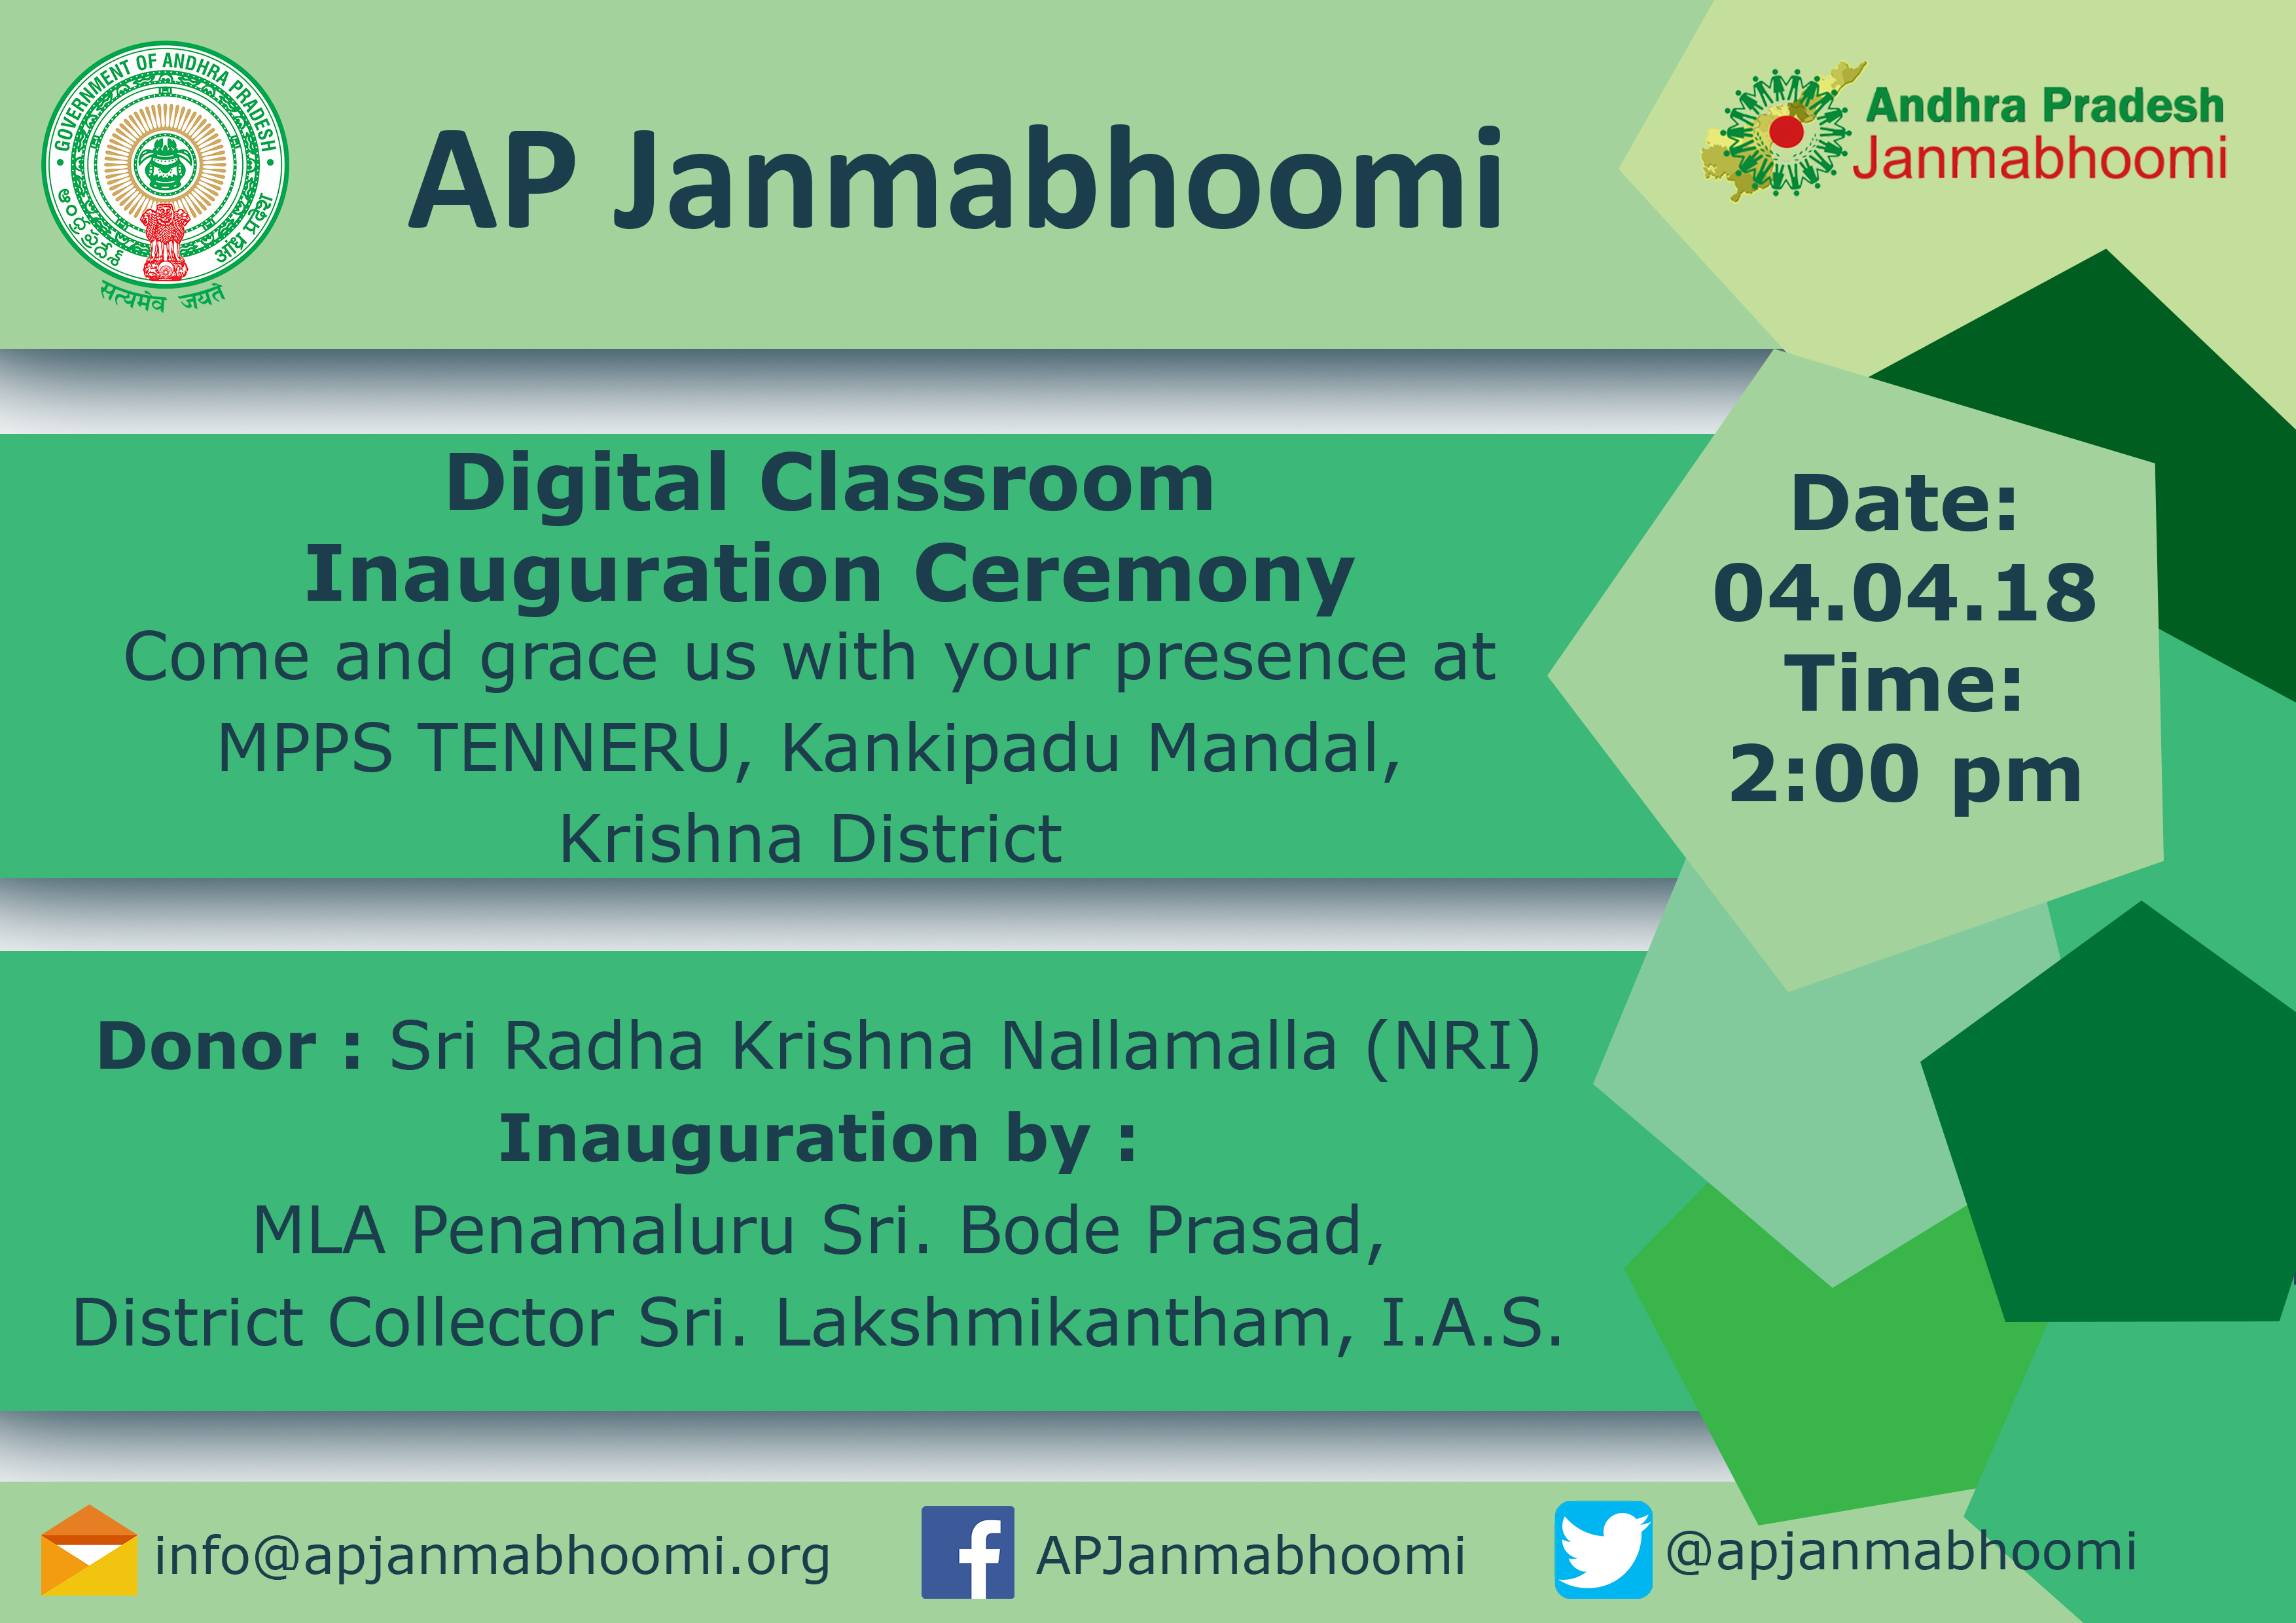 GOVERNMENT OF ANDHRA PRADESH
ఆంధ్రప్రదేశ్
आंध्र प्रदेश
सत्यमेव जयते
AP Janmabhoomi
Andhra Pradesh
Janmabhoomi
Digital Classroom
Inauguration Ceremony
Come and grace us with your presence at
MPPS TENNERU, Kankipadu Mandal,
Krishna District
Date:
04.04.18
Time:
2:00 pm
Donor : Sri Radha Krishna Nallamalla (NRI)
Inauguration by :
MLA Penamaluru Sri. Bode Prasad,
District Collector Sri. Lakshmikantham, I.A.S.
info@apjanmabhoomi.org
APJanmabhoomi
@apjanmabhoomi